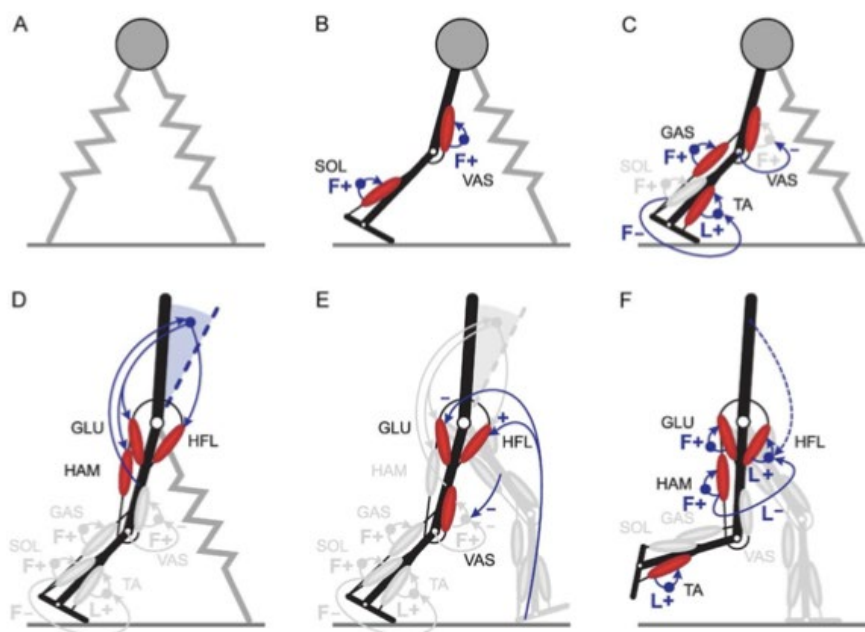 A
B
SOL
F+
F+
VAS
C
GAS
F+
SOL
F+
F+
−
VAS
TA
F−
L+
D
GLU
HFL
HAM
GAS
F+
−
F+
SOL
F+
VAS
TA
F−
L+
E
−
+
GLU
HFL
HAM
GAS
F+
−
F+
−
SOL
F+
VAS
TA
F−
L+
F
GLU
HFL
F+
L+
HAM
F+
L−
GAS
SOL
VAS
L+
TA